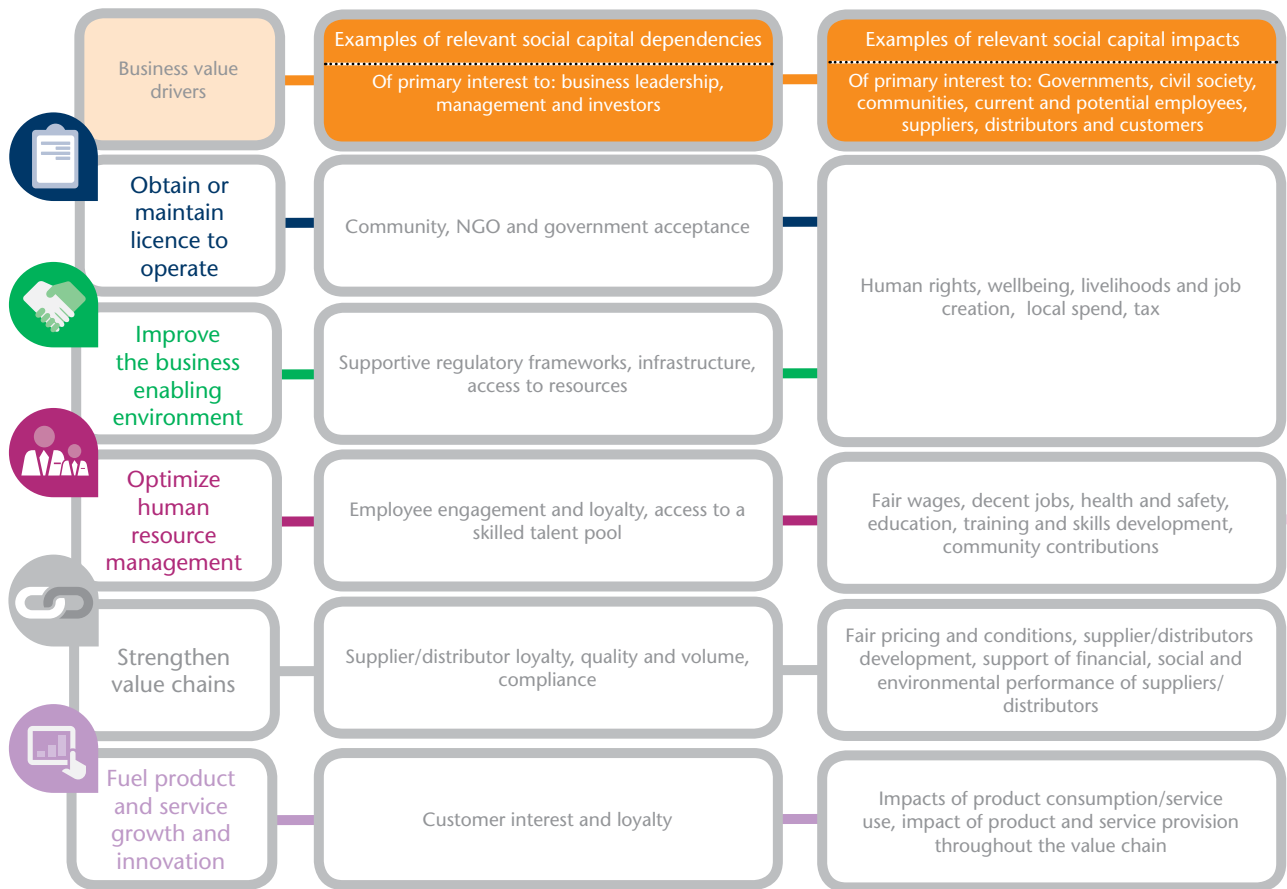 Business value
drivers
Examples of relevant social capital dependencies
Of primary interest to: business leadership,
management and investors
Examples of relevant social capital impacts
Of primary interest to: Governments, civil society,
communities, current and potential employees,
suppliers, distributors and customers
Obtain or
maintain
licence to
operate
Community, NGO and government acceptance
Human rights, wellbeing, livelihoods and job
creation, local spend, tax
Improve
the business
enabling
environment
Supportive regulatory frameworks, infrastructure,
access to resources
Optimize
human
resource
management
Employee engagement and loyalty, access to a
skilled talent pool
Fair wages, decent jobs, health and safety,
education, training and skills development,
community contributions
Strengthen
value chains
Supplier/distributor loyalty, quality and volume,
compliance
Fair pricing and conditions, supplier/distributors
development, support of financial, social and
environmental performance of suppliers/
distributors
Fuel product
and service
growth and
innovation
Customer interest and loyalty
Impacts of product consumption/service
use, impact of product and service provision
throughout the value chain